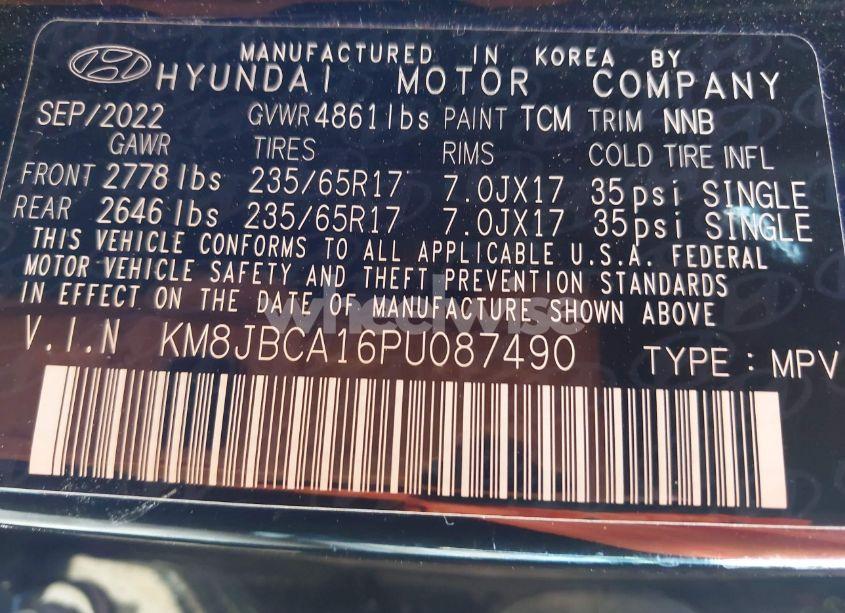 MANUFACTURED IN KOREA BY
HYUNDAI MOTOR COMPANY
SEP/2022 GVWR 4861lbs PAINT TCM TRIM NNB
GAWR TIRES RIMS COLD TIRE INFL
FRONT 2778 lbs 235/65R17 7.0JX17 35psi SINGLE
REAR 2646 lbs 235/65R17 7.0JX17 35psi SINGLE
THIS VEHICLE CONFORMS TO ALL APPLICABLE U.S.A. FEDERAL
MOTOR VEHICLE SAFETY AND THEFT PREVENTION STANDARDS
IN EFFECT ON THE DATE OF MANUFACTURE SHOWN ABOVE
wheelwise
V.I.N KM8JBCA16PU087490 TYPE : MPV